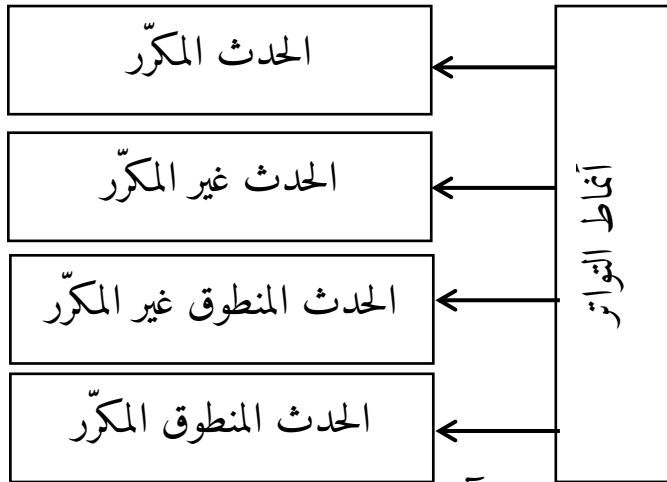 أنماط التواتر
الحدث المكرّر
الحدث غير المكرّر
الحدث المنطوق غير المكرّر
الحدث المنطوق المكرّر